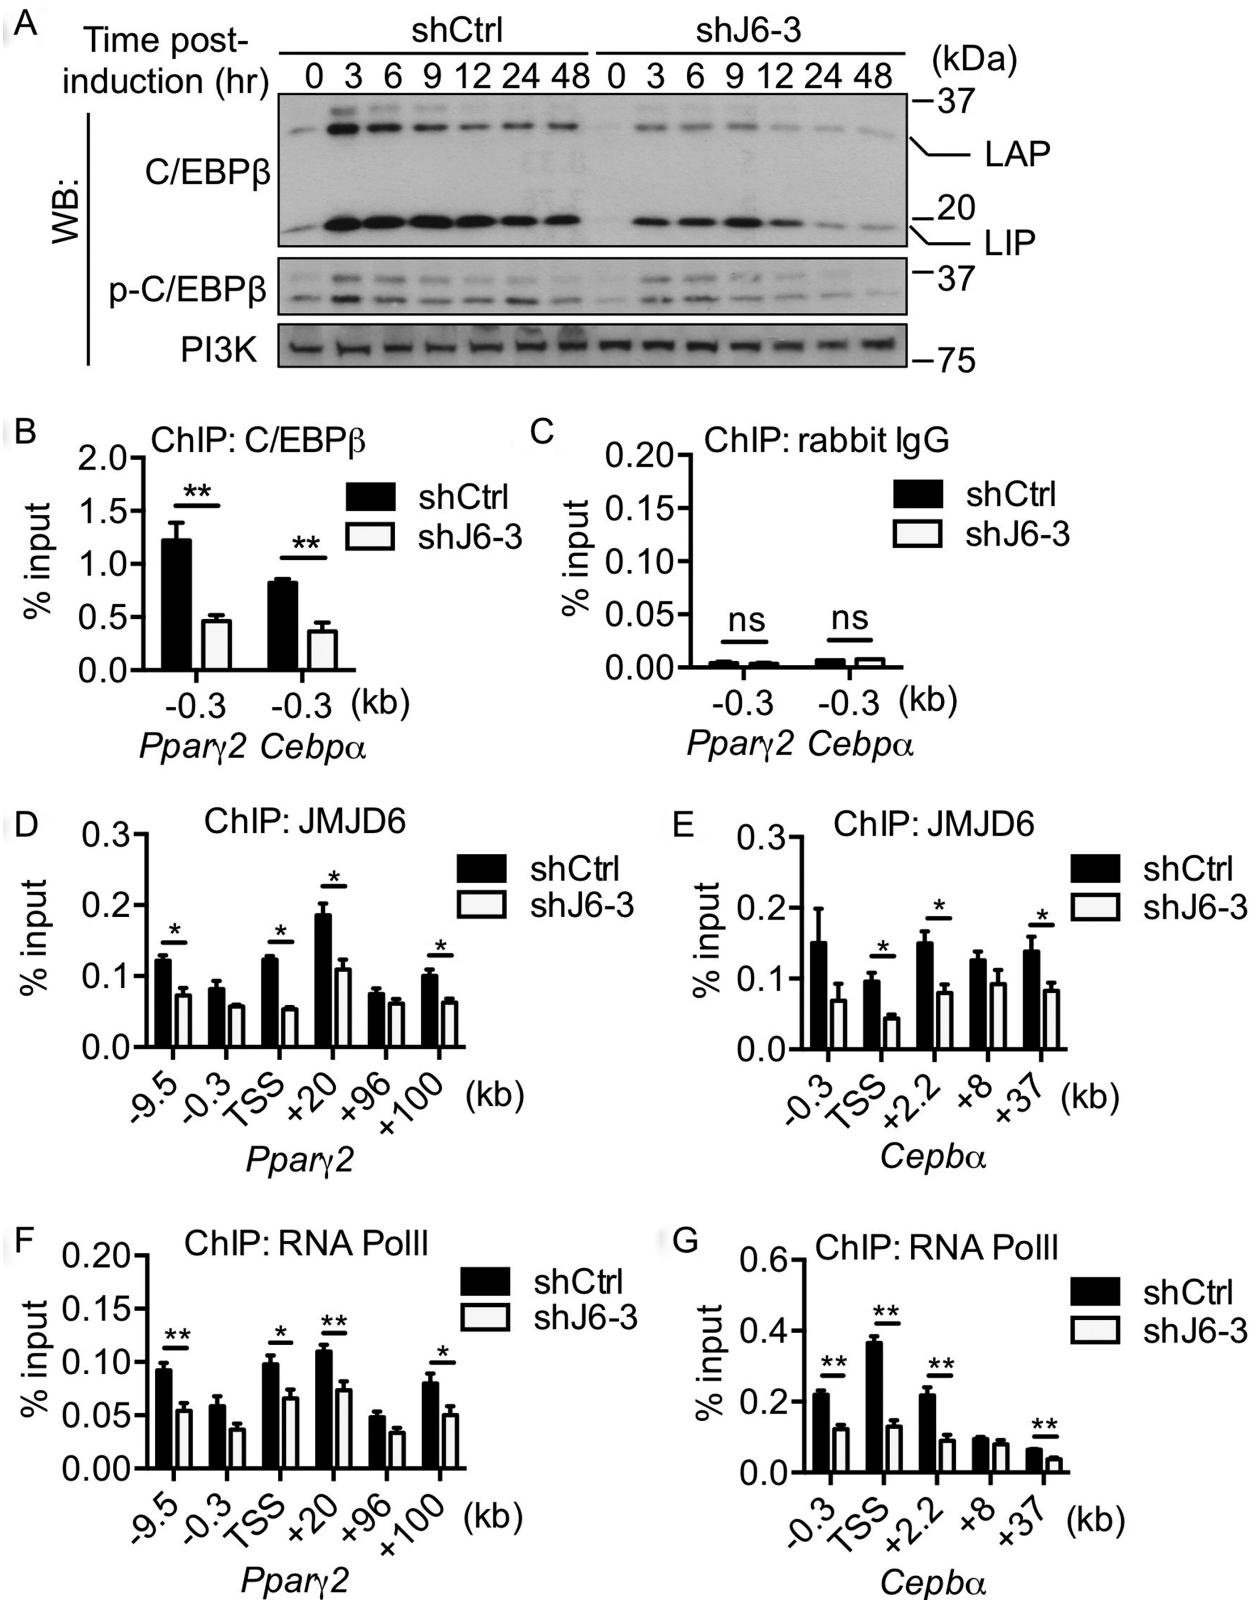 A
Time post-
induction (hr)
shCtrl
shJ6-3
(kDa)
0 3 6 9 12 24 48 0 3 6 9 12 24 48
WB:
C/EBPβ
37
LAP
20
LIP
p-C/EBPβ
37
PI3K
75
B
ChIP: C/EBPβ
% input
2.0
1.5
1.0
0.5
0.0
** **
shCtrl
shJ6-3
-0.3 -0.3 (kb)
Pparγ2 Cebpα
C
ChIP: rabbit IgG
% input
0.20
0.15
0.10
0.05
0.00
ns ns
shCtrl
shJ6-3
-0.3 -0.3 (kb)
Pparγ2 Cebpα
D
ChIP: JMJD6
% input
0.3
0.2
0.1
0.0
* * * *
shCtrl
shJ6-3
-9.5 -0.3 TSS +20 +96 +100 (kb)
Pparγ2
E
ChIP: JMJD6
% input
0.3
0.2
0.1
0.0
* * *
shCtrl
shJ6-3
-0.3 TSS +2.2 +8 +37 (kb)
Cepbα
F
ChIP: RNA PolII
% input
0.20
0.15
0.10
0.05
0.00
** * ** *
shCtrl
shJ6-3
-9.5 -0.3 TSS +20 +96 +100 (kb)
Pparγ2
G
ChIP: RNA PolII
% input
0.6
0.4
0.2
0.0
** ** ** **
shCtrl
shJ6-3
-0.3 TSS +2.2 +8 +37 (kb)
Cepbα